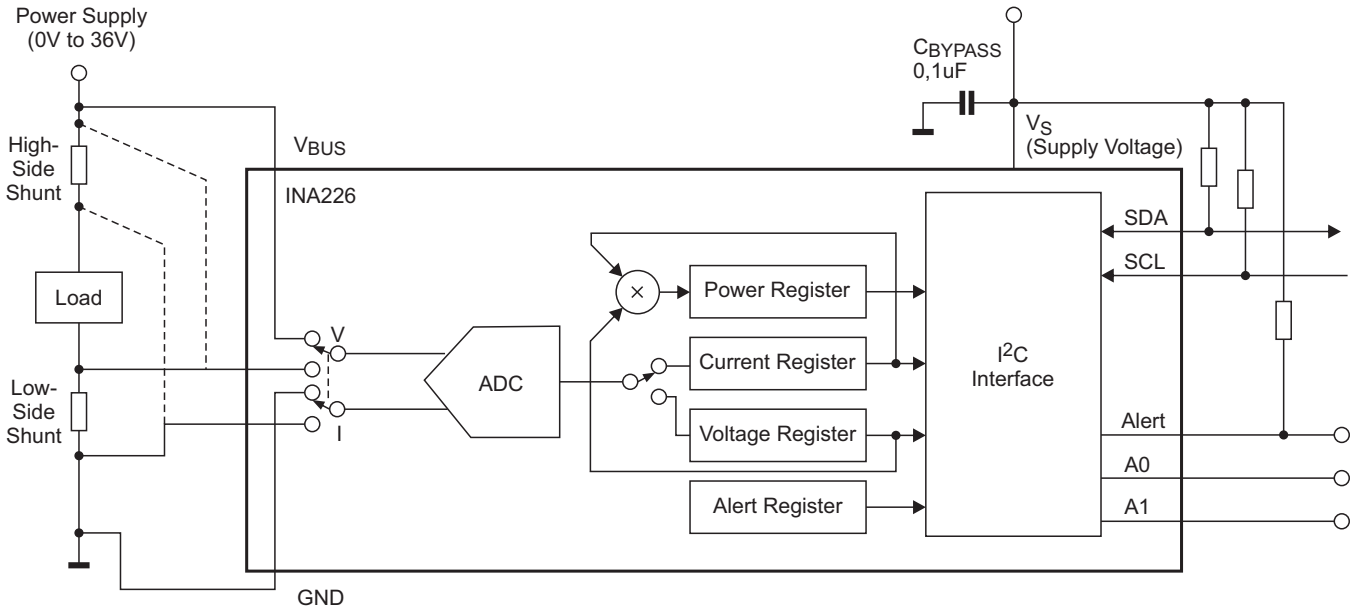 Power Supply
(0V to 36V)
CBYPASS
0,1uF
VS
(Supply Voltage)
High-
Side
Shunt
VBUS
INA226
SDA
SCL
Load
V
ADC
I
Power Register
×
Current Register
Voltage Register
Alert Register
I2C
Interface
Low-
Side
Shunt
Alert
A0
A1
GND